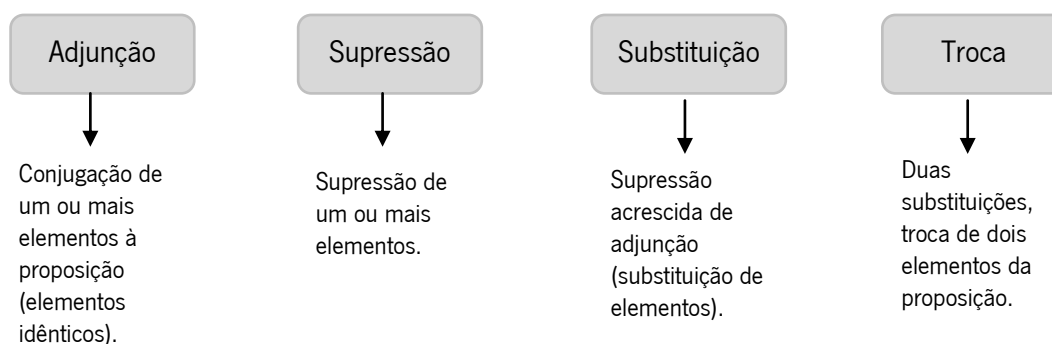 Adjunção
Conjugação de
um ou mais
elementos à
proposição
(elementos
idênticos).
Supressão
Supressão de
um ou mais
elementos.
Substituição
Supressão
acrescida de
adjunção
(substituição de
elementos).
Troca
Duas
substituições,
troca de dois
elementos da
proposição.